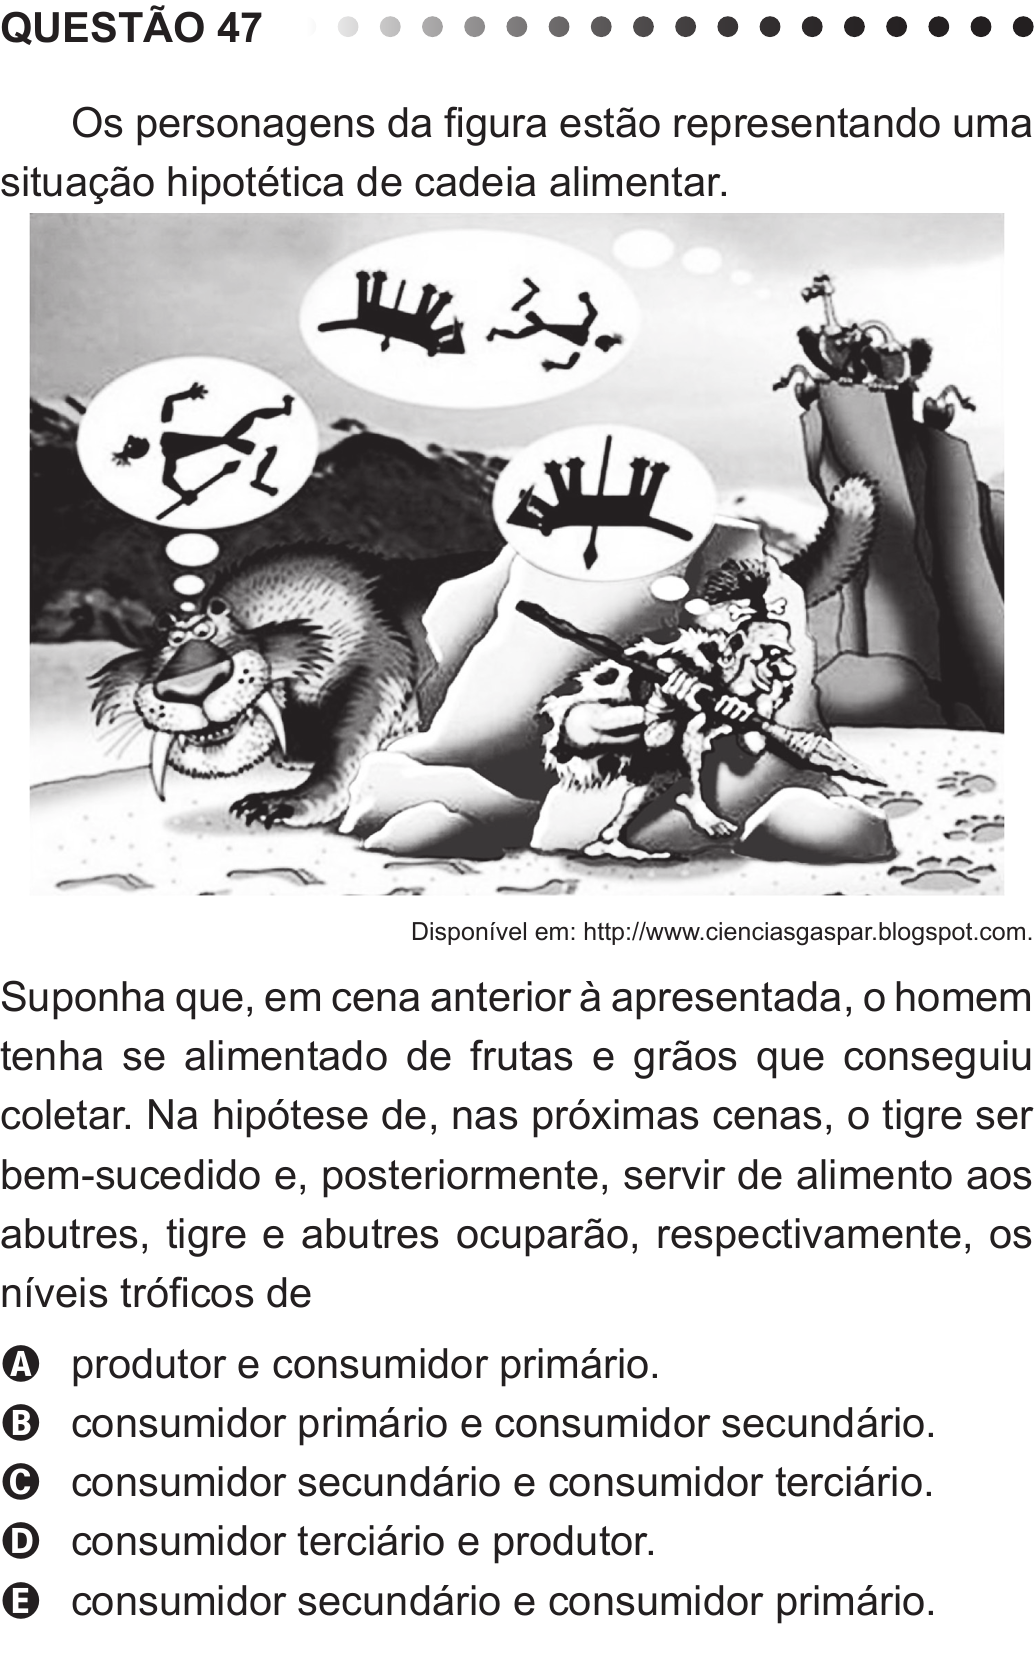 QUESTÃO 47
Os personagens da figura estão representando uma
situação hipotética de cadeia alimentar.
Disponível em: http://www.cienciasgaspar.blogspot.com.
Suponha que, em cena anterior à apresentada, o homem
tenha se alimentado de frutas e grãos que conseguiu
coletar. Na hipótese de, nas próximas cenas, o tigre ser
bem-sucedido e, posteriormente, servir de alimento aos
abutres, tigre e abutres ocuparão, respectivamente, os
níveis tróficos de
A produtor e consumidor primário.
B consumidor primário e consumidor secundário.
C consumidor secundário e consumidor terciário.
D consumidor terciário e produtor.
E consumidor secundário e consumidor primário.